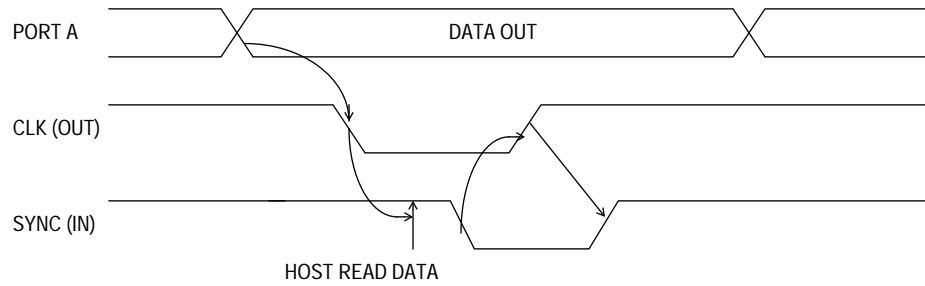 PORT A
DATA OUT
CLK (OUT)
SYNC (IN)
HOST READ DATA